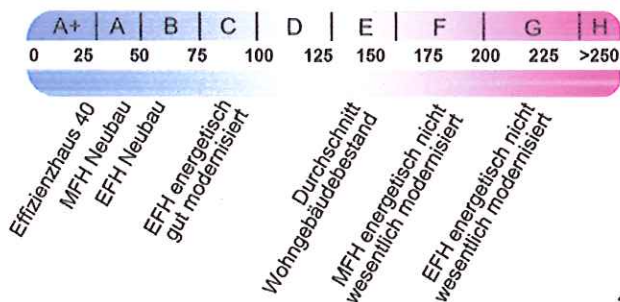 A+ A B C D E F G H
0 25 50 75 100 125 150 175 200 225 >250
Effizienzhaus 40
MFH Neubau
EFH Neubau
EFH energetisch
gut modernisiert
Durchschnitt
Wohngebäudebestand
MFH energetisch nicht
wesentlich modernisiert
EFH energetisch nicht
wesentlich modernisiert